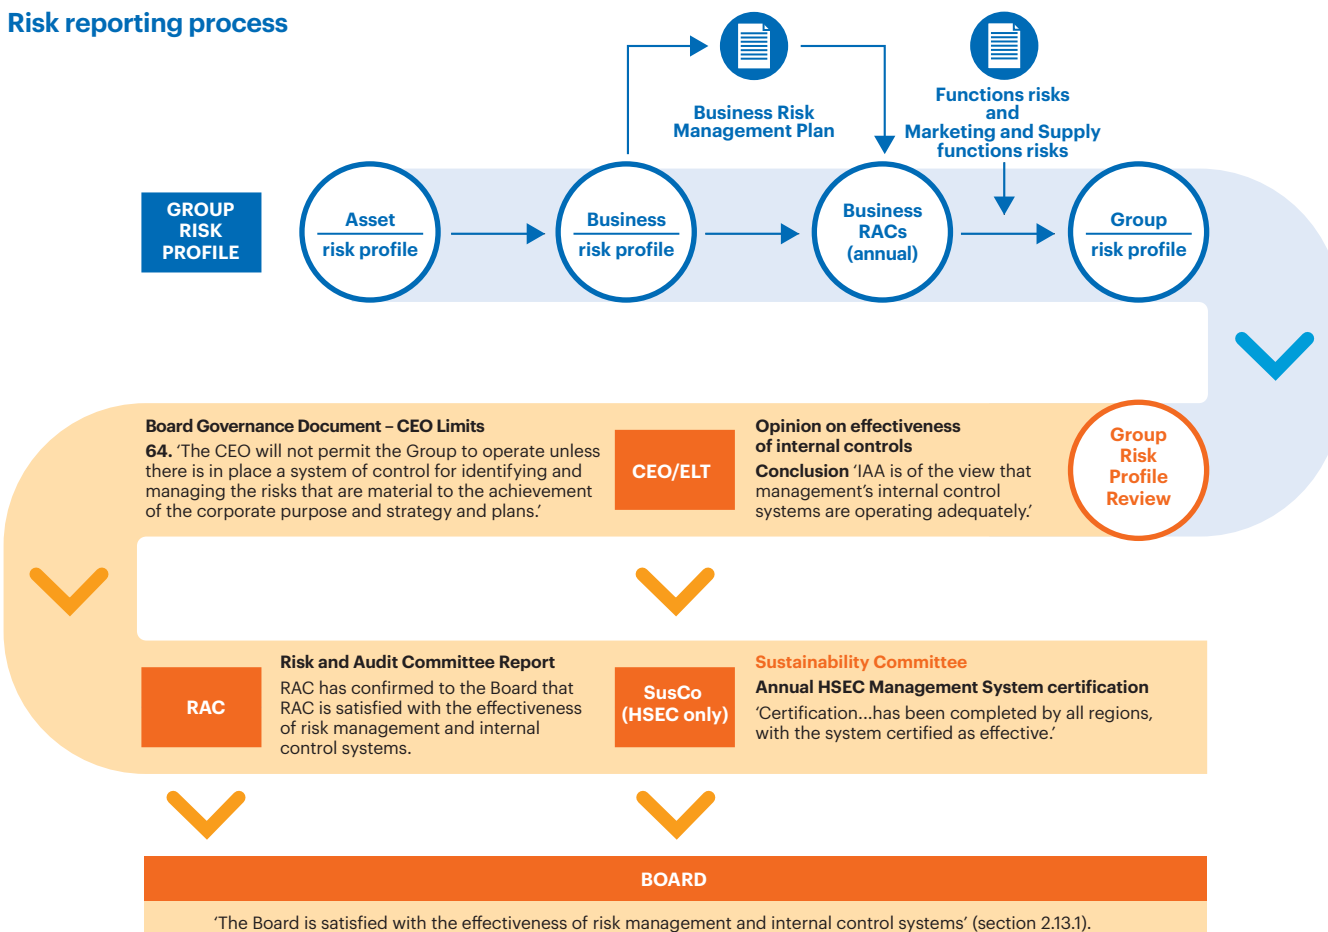 Risk reporting process
Business Risk
Management Plan
Functions risks
and
Marketing and Supply
functions risks
GROUP
RISK
PROFILE
Asset
risk profile
Business
risk profile
Business
RACs
(annual)
Group
risk profile
Board Governance Document – CEO Limits
64. ‘The CEO will not permit the Group to operate unless
there is in place a system of control for identifying and
managing the risks that are material to the achievement
of the corporate purpose and strategy and plans.’
CEO/ELT
Opinion on effectiveness
of internal controls
Conclusion ‘IAA is of the view that
management’s internal control
systems are operating adequately.’
Group
Risk
Profile
Review
RAC
Risk and Audit Committee Report
RAC has confirmed to the Board that
RAC is satisfied with the effectiveness
of risk management and internal
control systems.
SusCo
(HSEC only)
Sustainability Committee
Annual HSEC Management System certification
‘Certification...has been completed by all regions,
with the system certified as effective.’
BOARD
‘The Board is satisfied with the effectiveness of risk management and internal control systems’ (section 2.13.1).